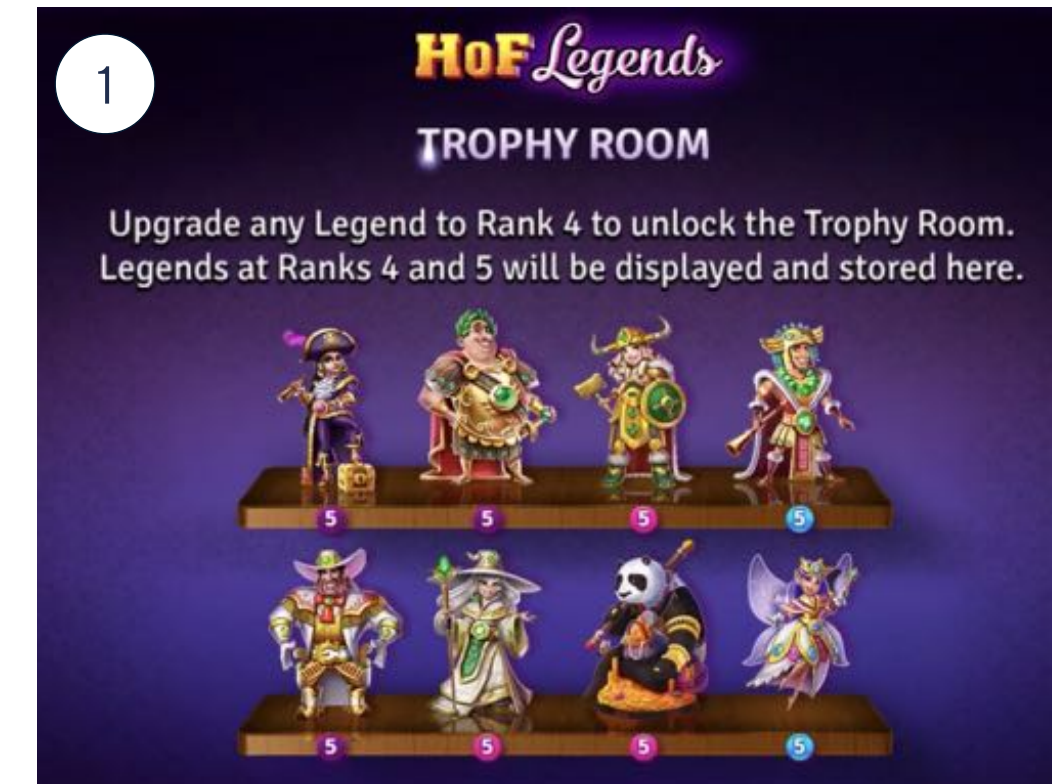 1
HoF Legends
TROPHY ROOM
Upgrade any Legend to Rank 4 to unlock the Trophy Room.
Legends at Ranks 4 and 5 will be displayed and stored here.
5 5 5 5
5 5 5 5